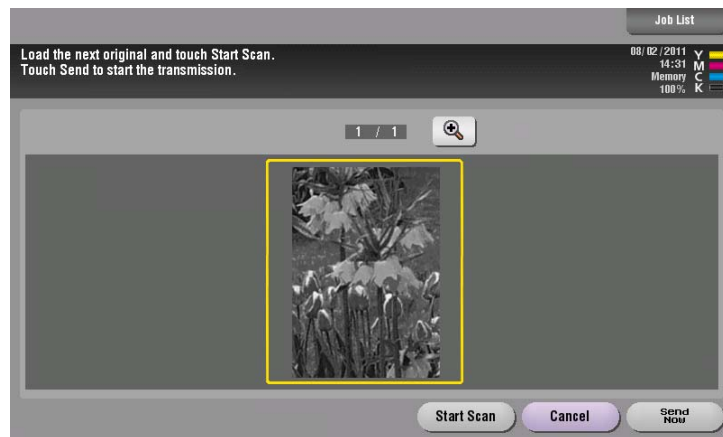 Job List
Load the next original and touch Start Scan.
Touch Send to start the transmission.
08/02/2011
14:31
Memory
100%
Y
M
C
K
1 / 1
Start Scan
Cancel
Send
Now